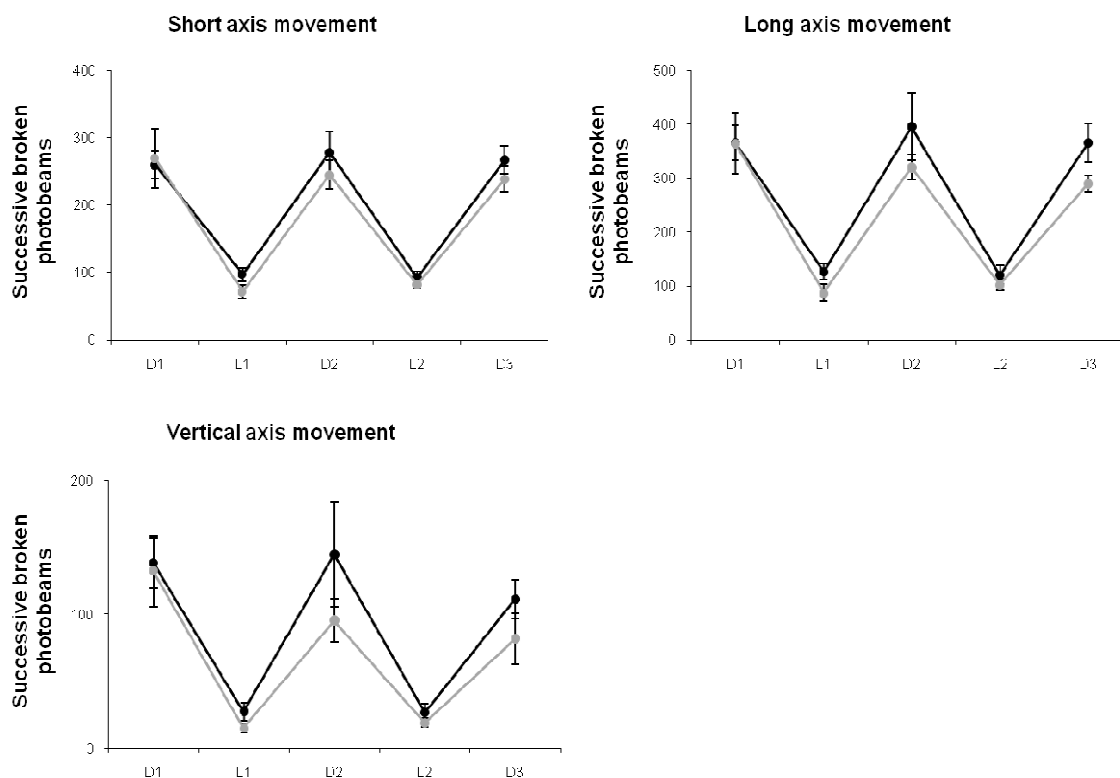 Short axis movement
Successive broken
photobeams
400
300
200
100
0
D1 L1 D2 L2 D3
Long axis movement
Successive broken
photobeams
500
400
300
200
100
0
D1 L1 D2 L2 D3
Vertical axis movement
Successive broken
photobeams
200
100
0
D1 L1 D2 L2 D3